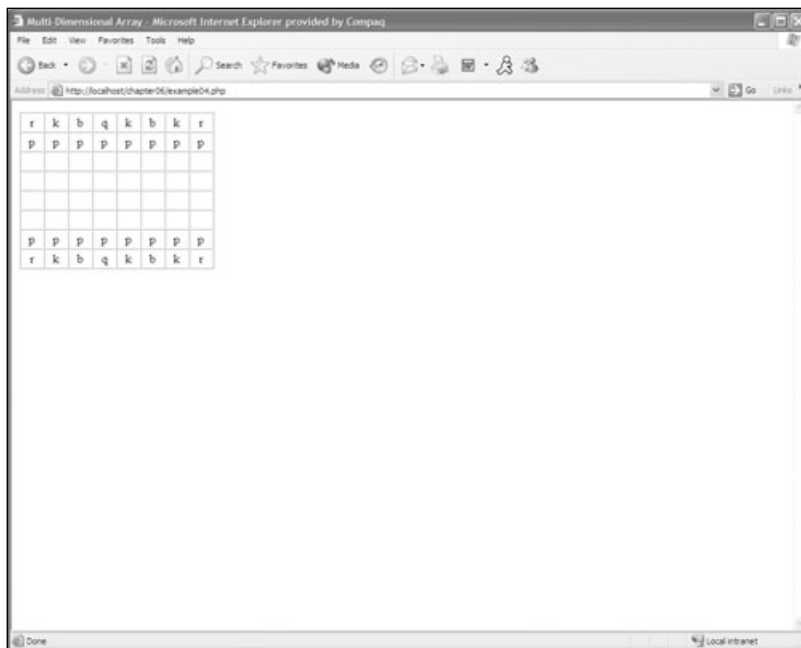 Multi-Dimensional Array - Microsoft Internet Explorer provided by Compaq
File Edit View Favorites Tools Help
Back Search Favorites Media
Address http://localhost/chapter06/example04.php Go Links
r k b q k b k r
p p p p p p p p
p p p p p p p p
r k b q k b k r
Done Local intranet